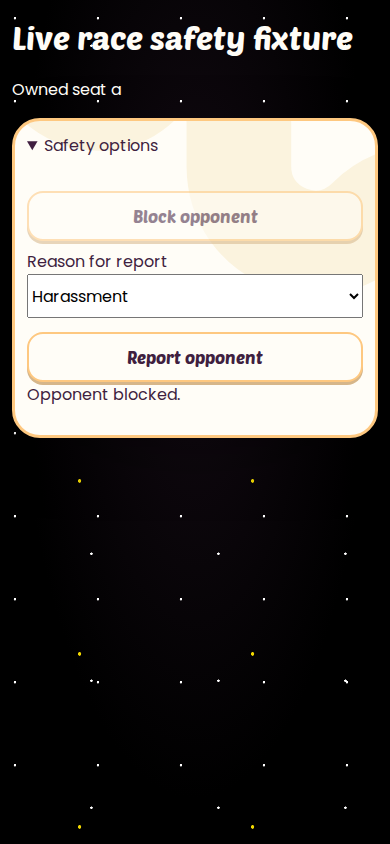 Live race safety fixture
Owned seat a
▼ Safety options
Block opponent
Reason for report
Harassment
Report opponent
Opponent blocked.